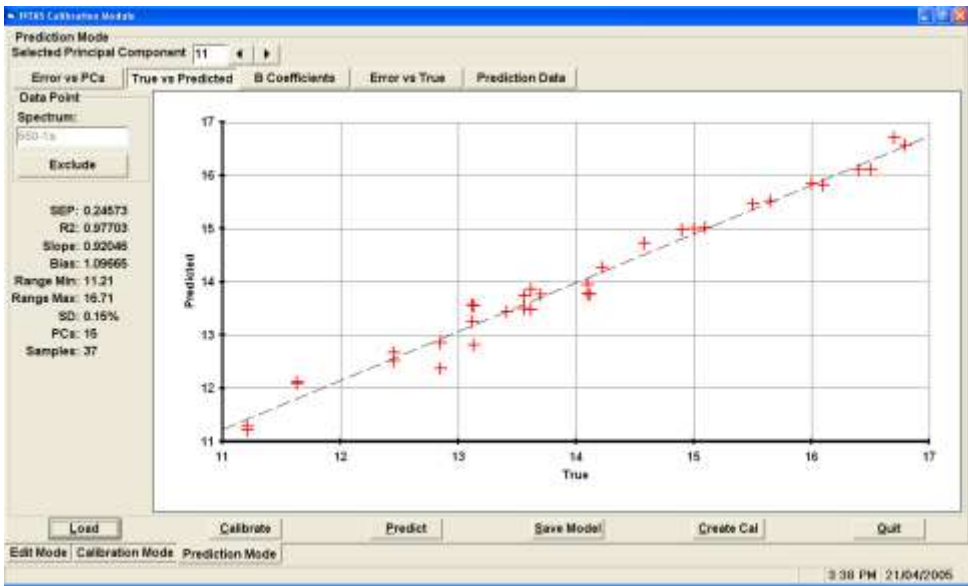 Calibration Module
Prediction Mode
Selected Principal Component 11
Error vs PCs True vs Predicted B Coefficients Error vs True Prediction Data
Data Point
Spectrum:
Exclude
SEP: 0.24573
R2: 0.97703
Slope: 0.92046
Bias: 1.09665
Range Min: 11.21
Range Max: 16.71
SD: 0.15%
PCs: 15
Samples: 37
17
16
15
14
13
12
11
Predicted
11 12 13 14 15 16 17
True
Load Calibrate Predict Save Model Create Cal Quit
Edit Mode Calibration Mode Prediction Mode
3:38 PM 21/04/2005